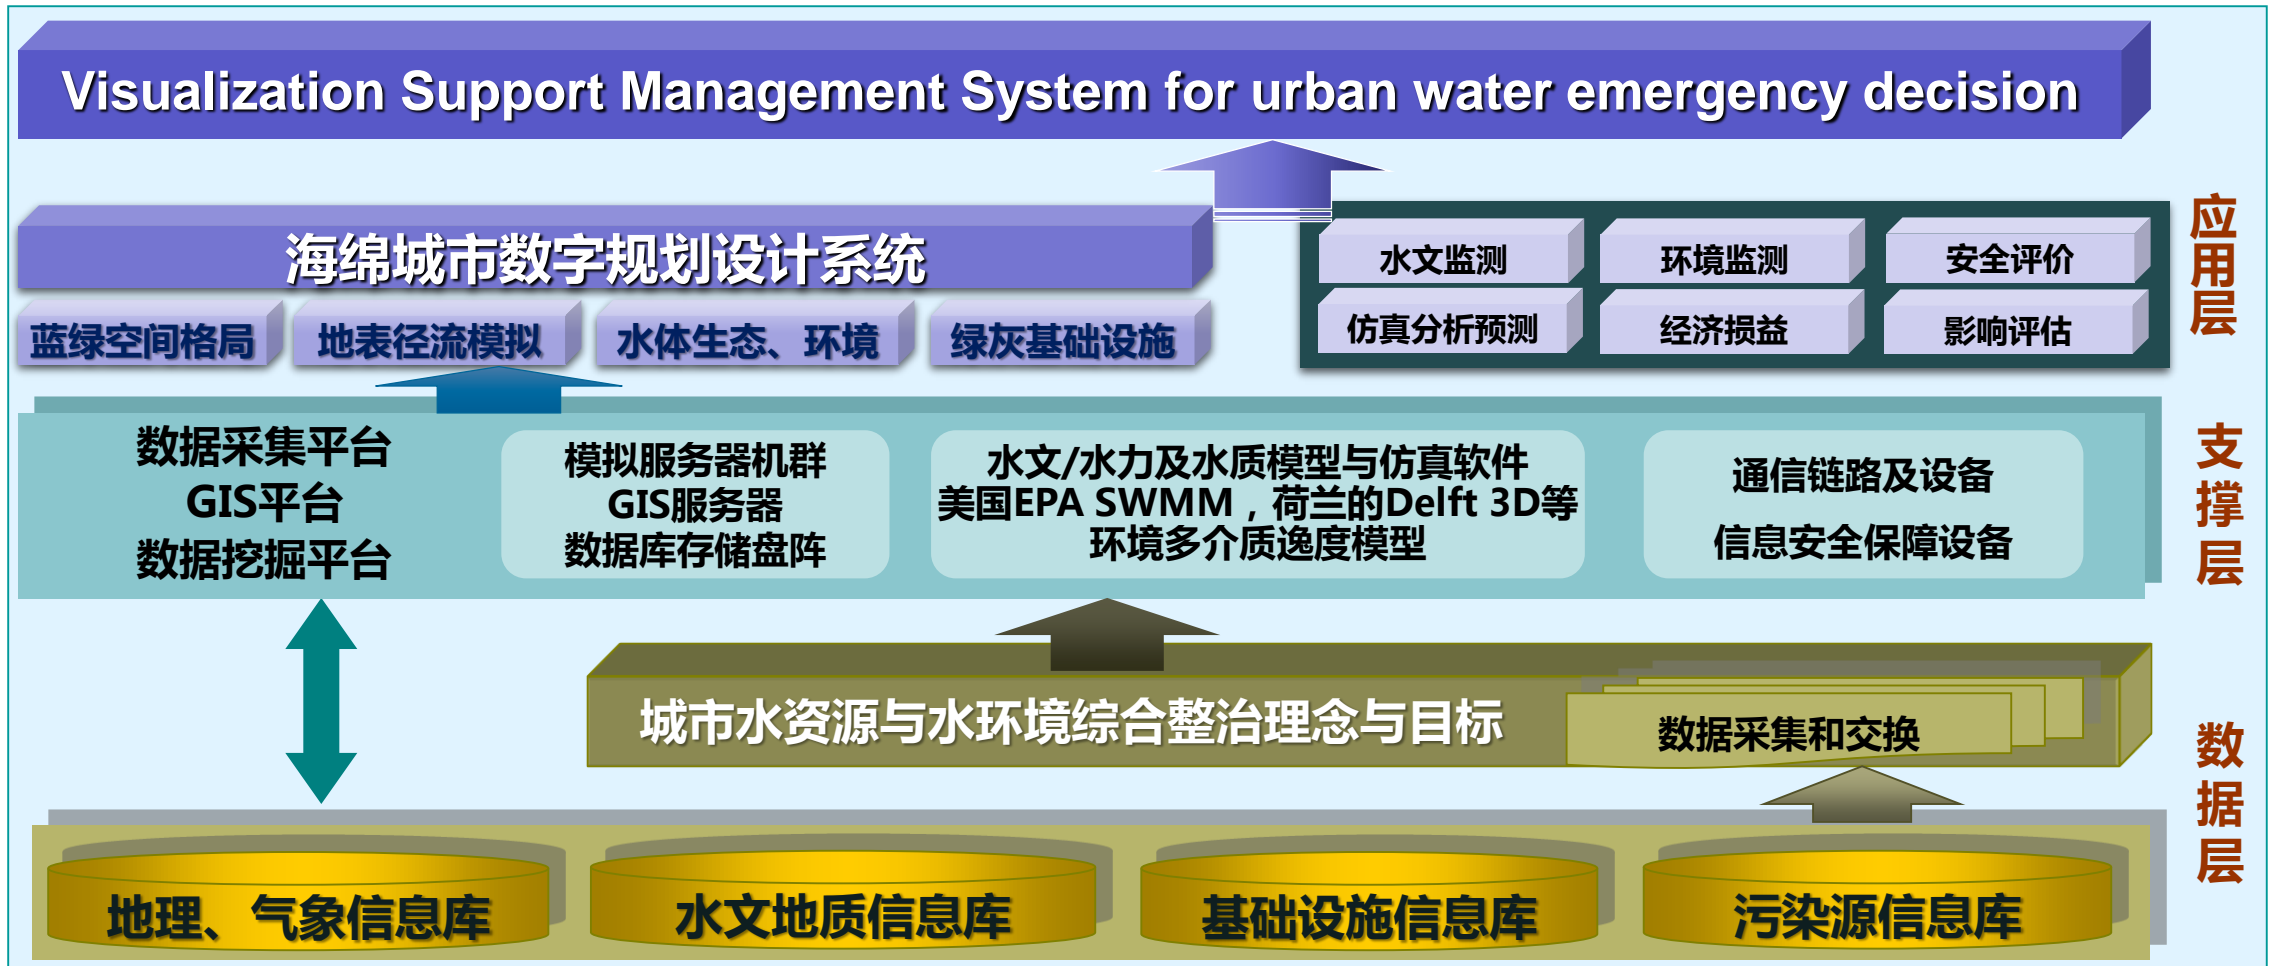 Visualization Support Management System for urban water emergency decision
海绵城市数字规划设计系统
蓝绿空间格局
地表径流模拟
水体生态、环境
绿灰基础设施
水文监测
环境监测
安全评价
仿真分析预测
经济损益
影响评估
应用层
数据采集平台
GIS平台
数据挖掘平台
模拟服务器机群
GIS服务器
数据库存储盘阵
水文/水力及水质模型与仿真软件
美国EPA SWMM，荷兰的Delft 3D等
环境多介质逸度模型
通信链路及设备
信息安全保障设备
支撑层
城市水资源与水环境综合整治理念与目标
数据采集和交换
数据层
地理、气象信息库
水文地质信息库
基础设施信息库
污染源信息库